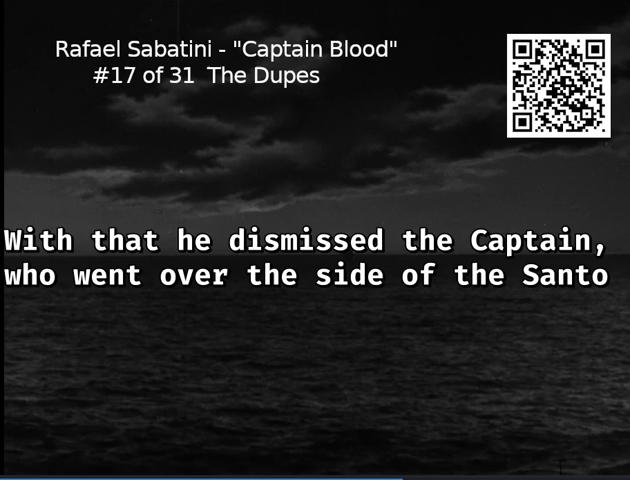 Rafael Sabatini - "Captain Blood"
#17 of 31  The Dupes
With that he dismissed the Captain,
who went over the side of the Santo